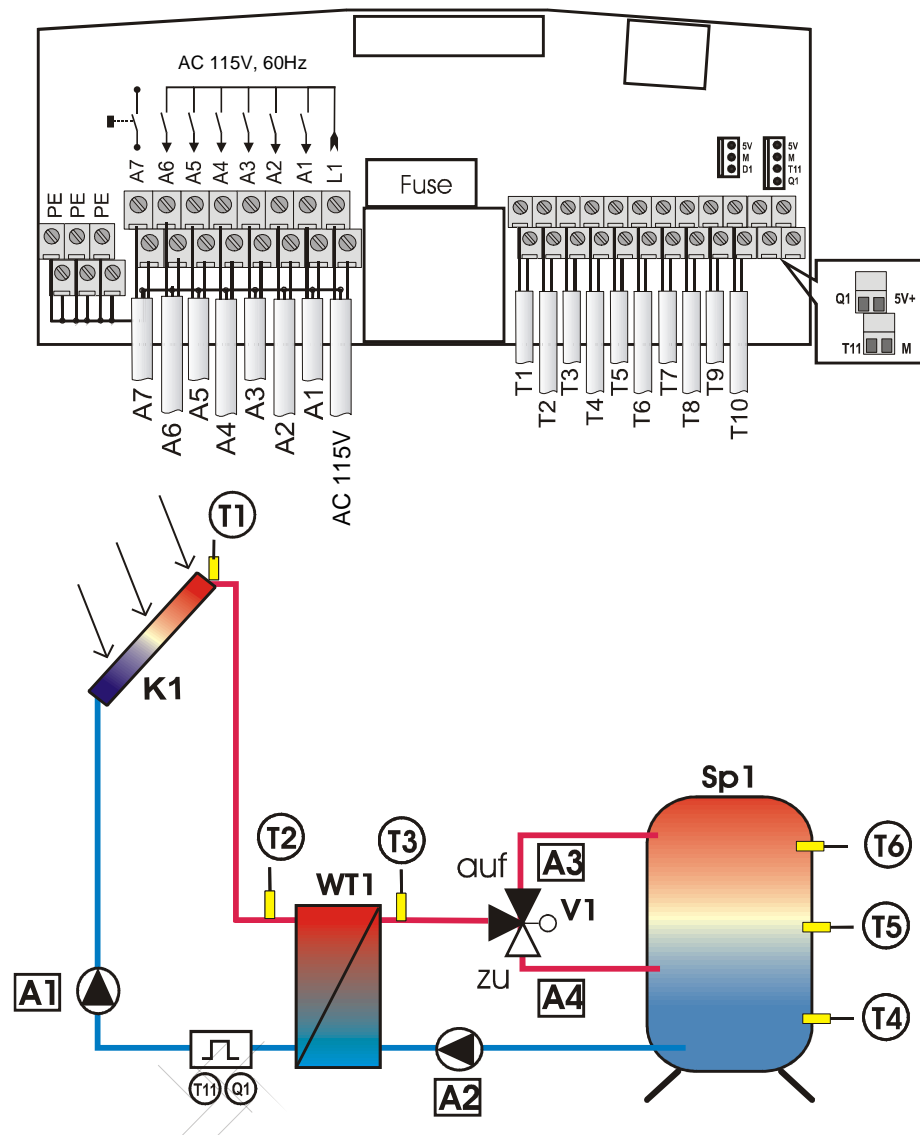 AC 115V, 60Hz
A7 A6 A5 A4 A3 A2 A1 L1
PE PE PE
Fuse
5V
M
D1
5V
M
T11
Q1
Q1 5V+
T11 M
A7 A6 A5 A4 A3 A2 A1 AC 115V
T1 T2 T3 T4 T5 T6 T7 T8 T9 T10
T1
K1
Sp1
T2
T3
WT1
auf
A3
V1
zu
A4
T6
T5
T4
A1
T11 Q1
A2